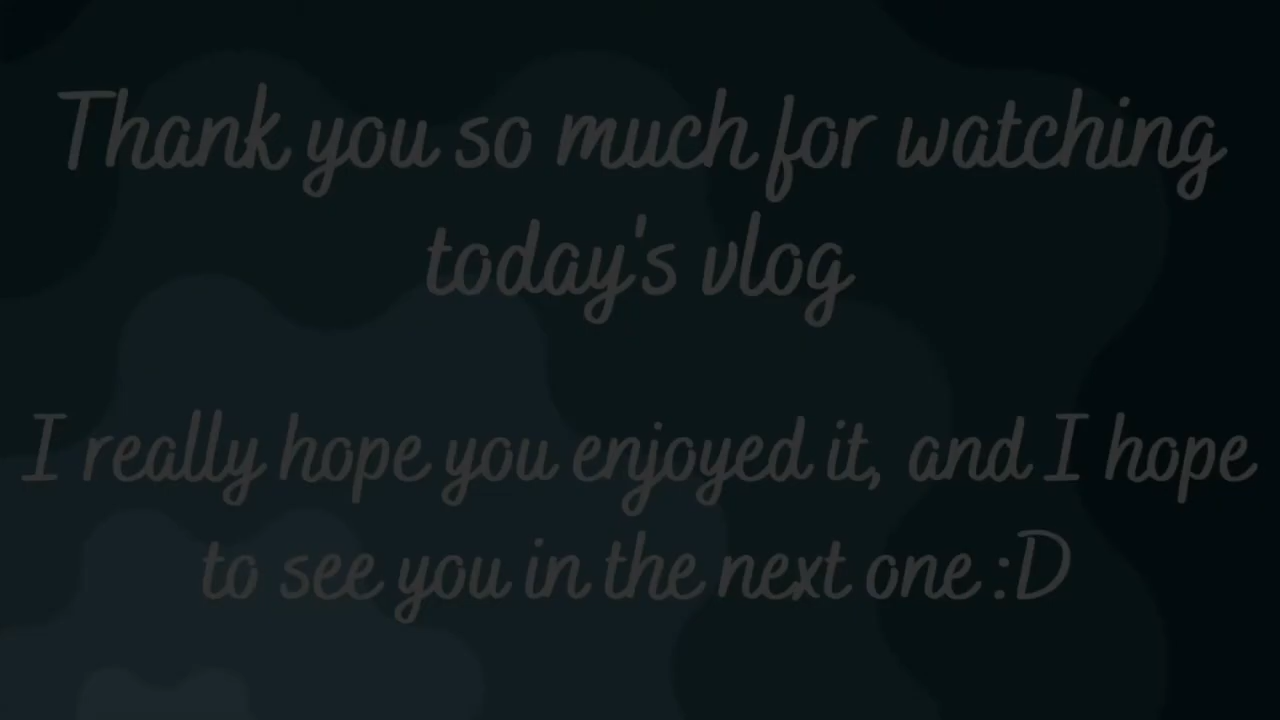 Thank you so much for watching
today's vlog
I really hope you enjoyed it, and I hope
to see you in the next one :D